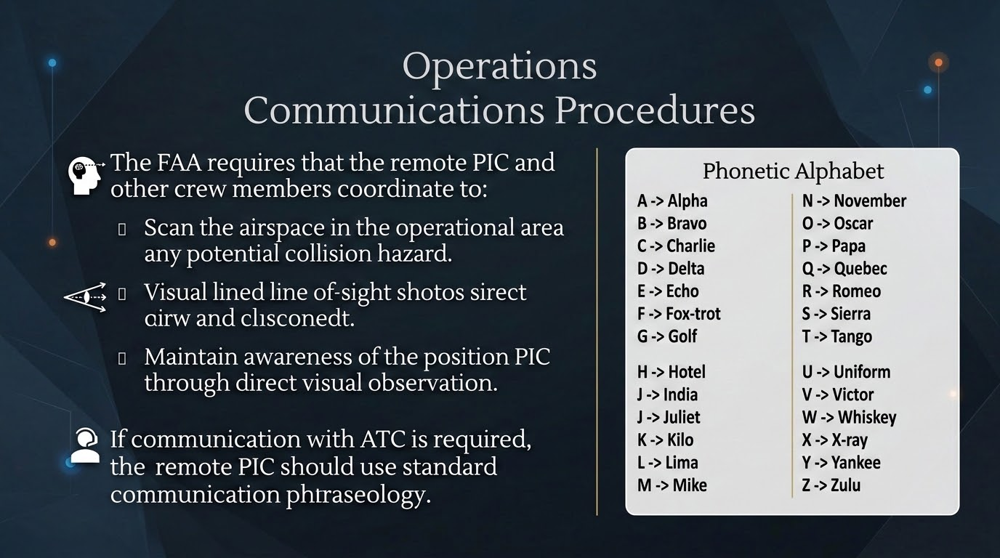 Operations
Communications Procedures
The FAA requires that the remote PIC and
other crew members coordinate to:
Scan the airspace in the operational area
any potential collision hazard.
Visual lined line of-sight shotos sirect
airw and clısconedt.
Maintain awareness of the position PIC
through direct visual observation.
If communication with ATC is required,
the remote PIC should use standard
communication phtraseology.
Phonetic Alphabet
A -> Alpha
B -> Bravo
C -> Charlie
D -> Delta
E -> Echo
F -> Fox-trot
G -> Golf
H -> Hotel
J -> India
J -> Juliet
K -> Kilo
L -> Lima
M -> Mike
N -> November
O -> Oscar
P -> Papa
Q -> Quebec
R -> Romeo
S -> Sierra
T -> Tango
U -> Uniform
V -> Victor
W -> Whiskey
X -> X-ray
Y -> Yankee
Z -> Zulu